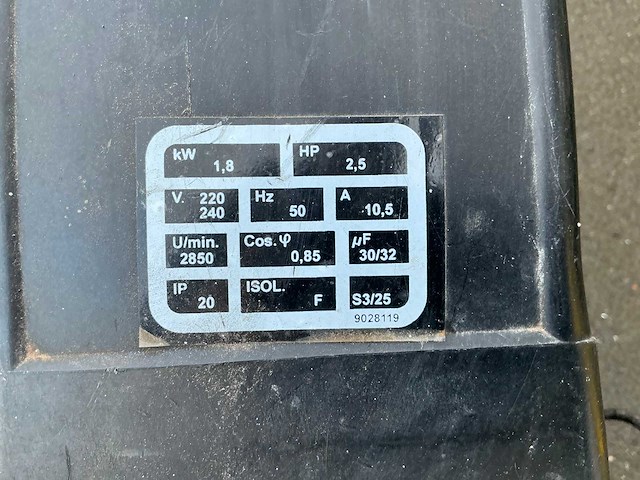 kW 1,8 HP 2,5
V. 220 240 Hz 50 A 10,5
U/min. 2850 Cos. φ 0,85 µF 30/32
IP 20 ISOL. F S3/25
9028119